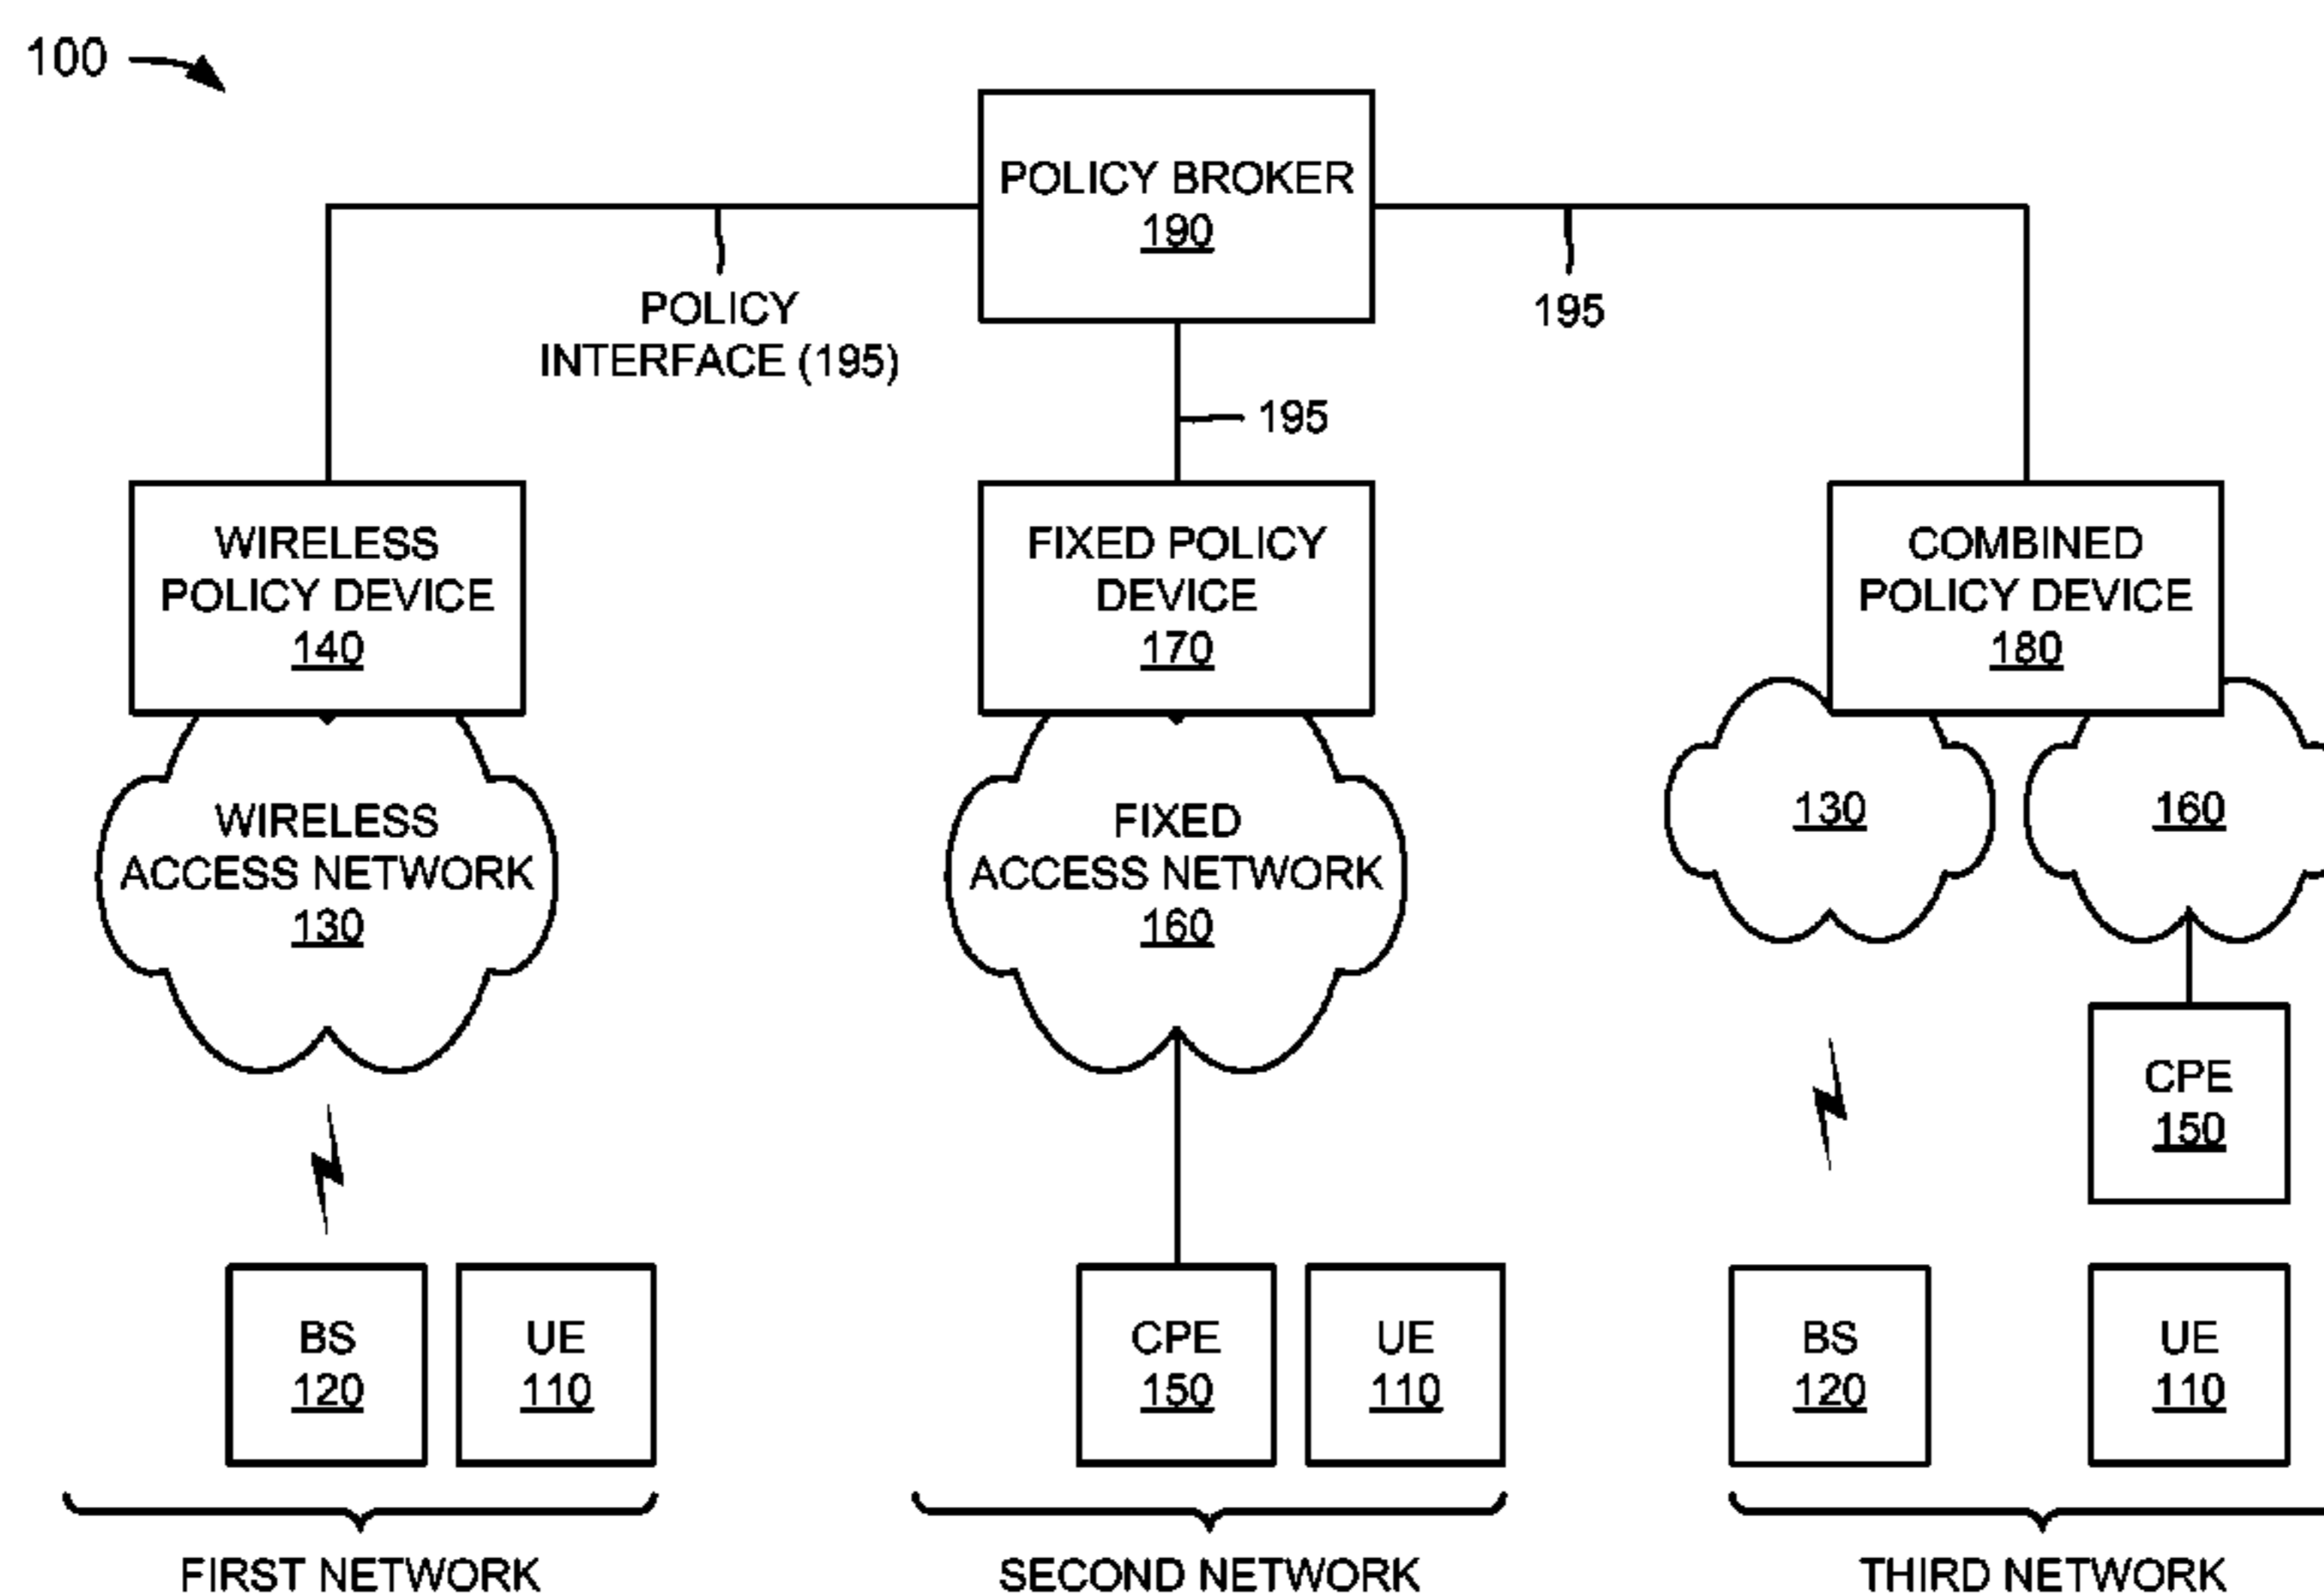 100
POLICY BROKER
190
POLICY
INTERFACE (195)
195
195
WIRELESS
POLICY DEVICE
140
FIXED POLICY
DEVICE
170
COMBINED
POLICY DEVICE
180
WIRELESS
ACCESS NETWORK
130
FIXED
ACCESS NETWORK
160
130
160
CPE
150
BS
120
UE
110
CPE
150
UE
110
BS
120
UE
110
FIRST NETWORK
SECOND NETWORK
THIRD NETWORK